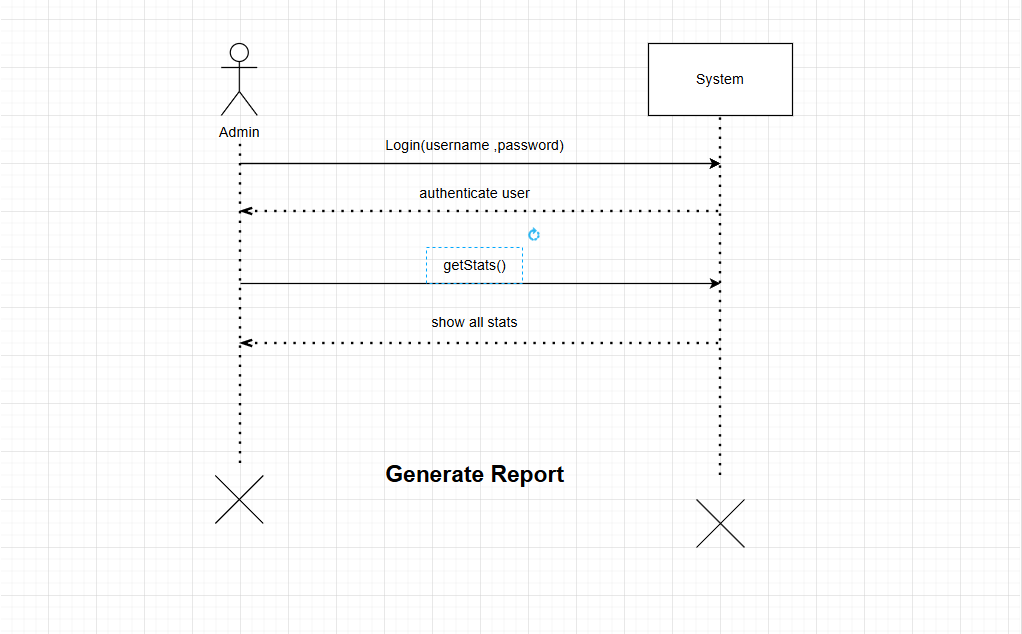 System
Admin
Login(username ,password)
authenticate user
getStats()
show all stats
Generate Report